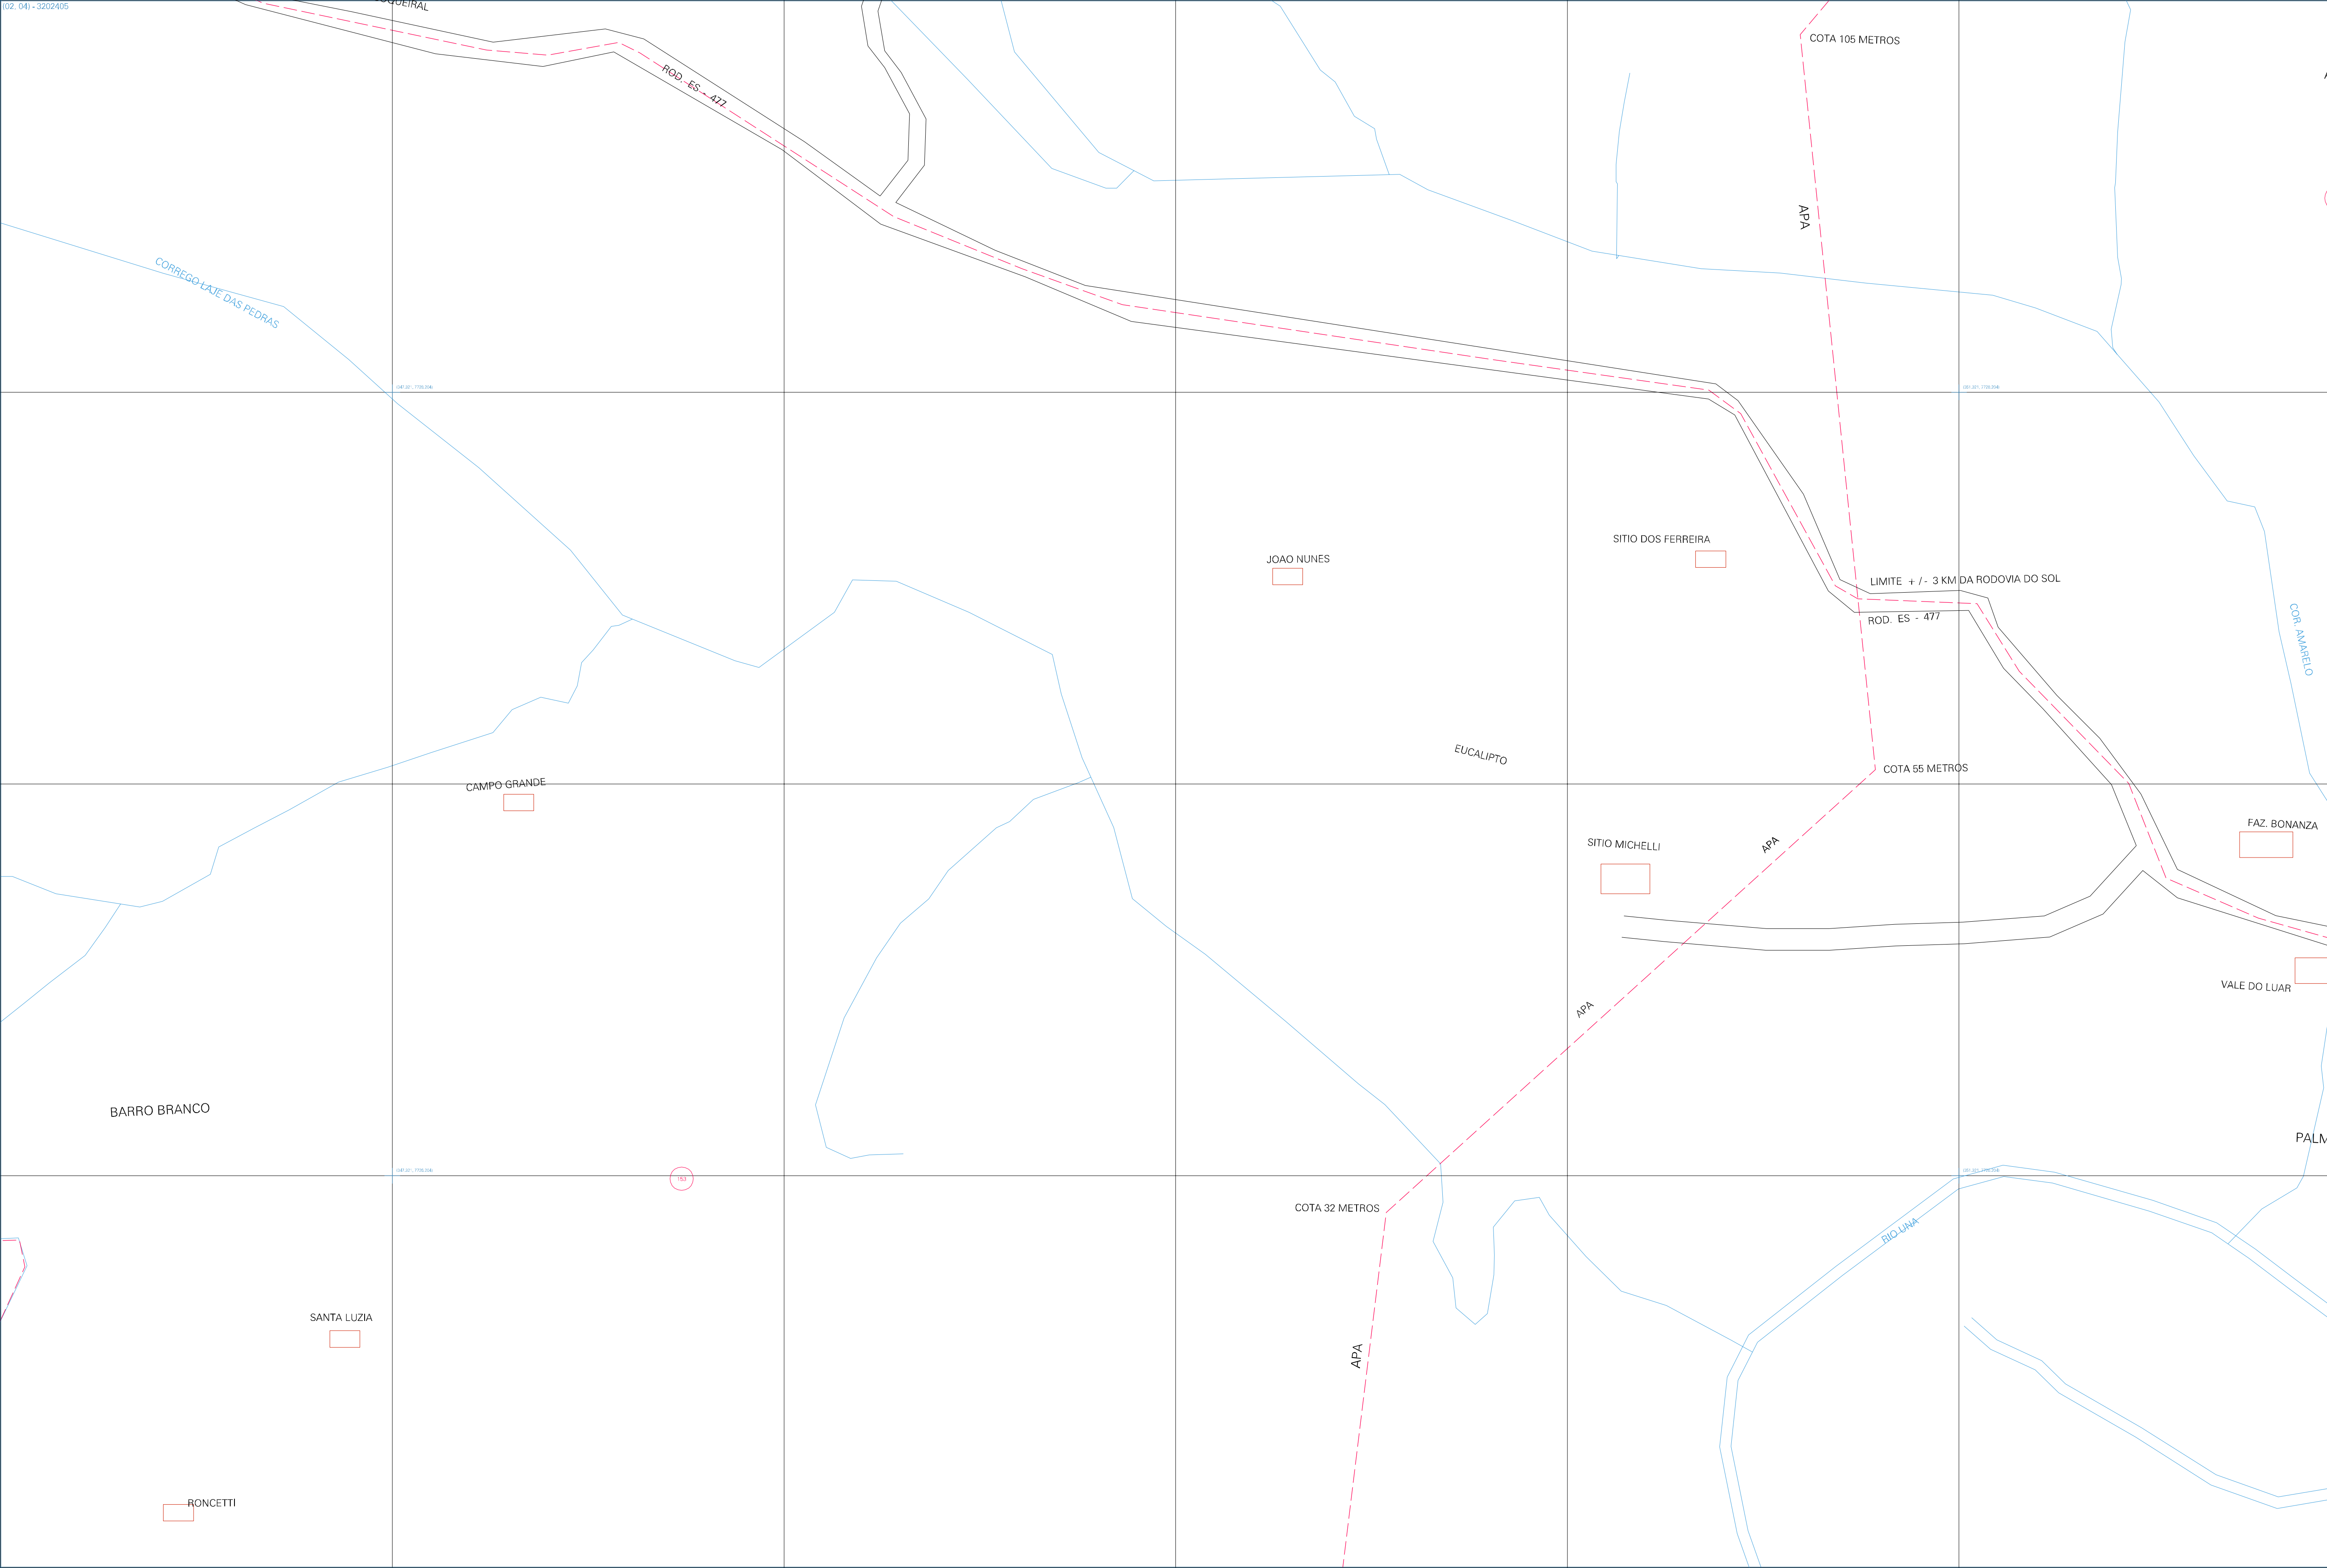 (02, 04) - 3202405
COTA 105 METROS
ROD. ES - 477
APA
CORREGO LAJE DAS PEDRAS
SITIO DOS FERREIRA
JOAO NUNES
LIMITE + / - 3 KM DA RODOVIA DO SOL
ROD. ES - 477
COR. AMARELO
EUCALIPTO
COTA 55 METROS
CAMPO GRANDE
FAZ. BONANZA
SITIO MICHELLI
APA
VALE DO LUAR
APA
BARRO BRANCO
PALM
153
COTA 32 METROS
RIO UNA
SANTA LUZIA
APA
RONCETTI